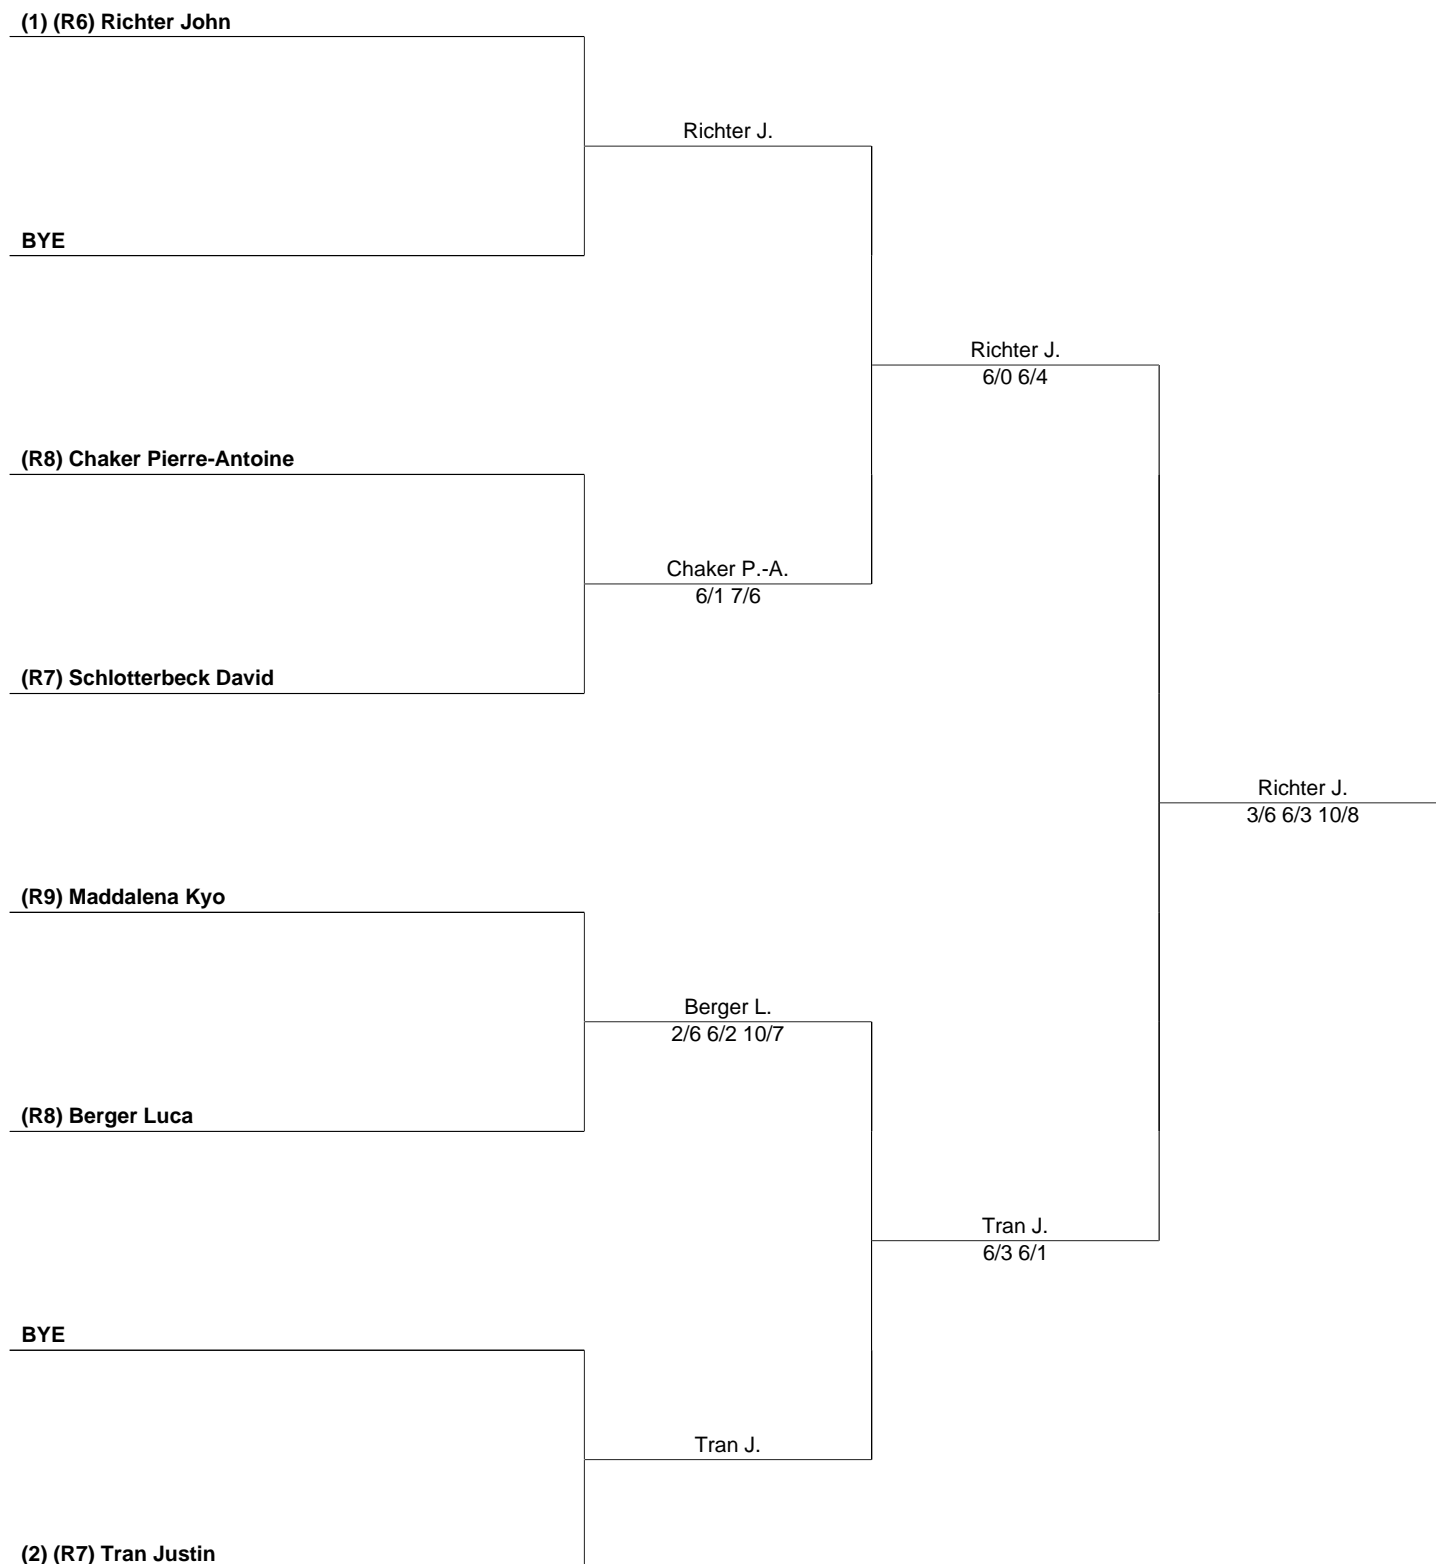 (1) (R6) Richter John
Richter J.
BYE
Richter J.
6/0 6/4
(R8) Chaker Pierre-Antoine
Chaker P.-A.
6/1 7/6
(R7) Schlotterbeck David
Richter J.
3/6 6/3 10/8
(R9) Maddalena Kyo
Berger L.
2/6 6/2 10/7
(R8) Berger Luca
Tran J.
6/3 6/1
BYE
Tran J.
(2) (R7) Tran Justin